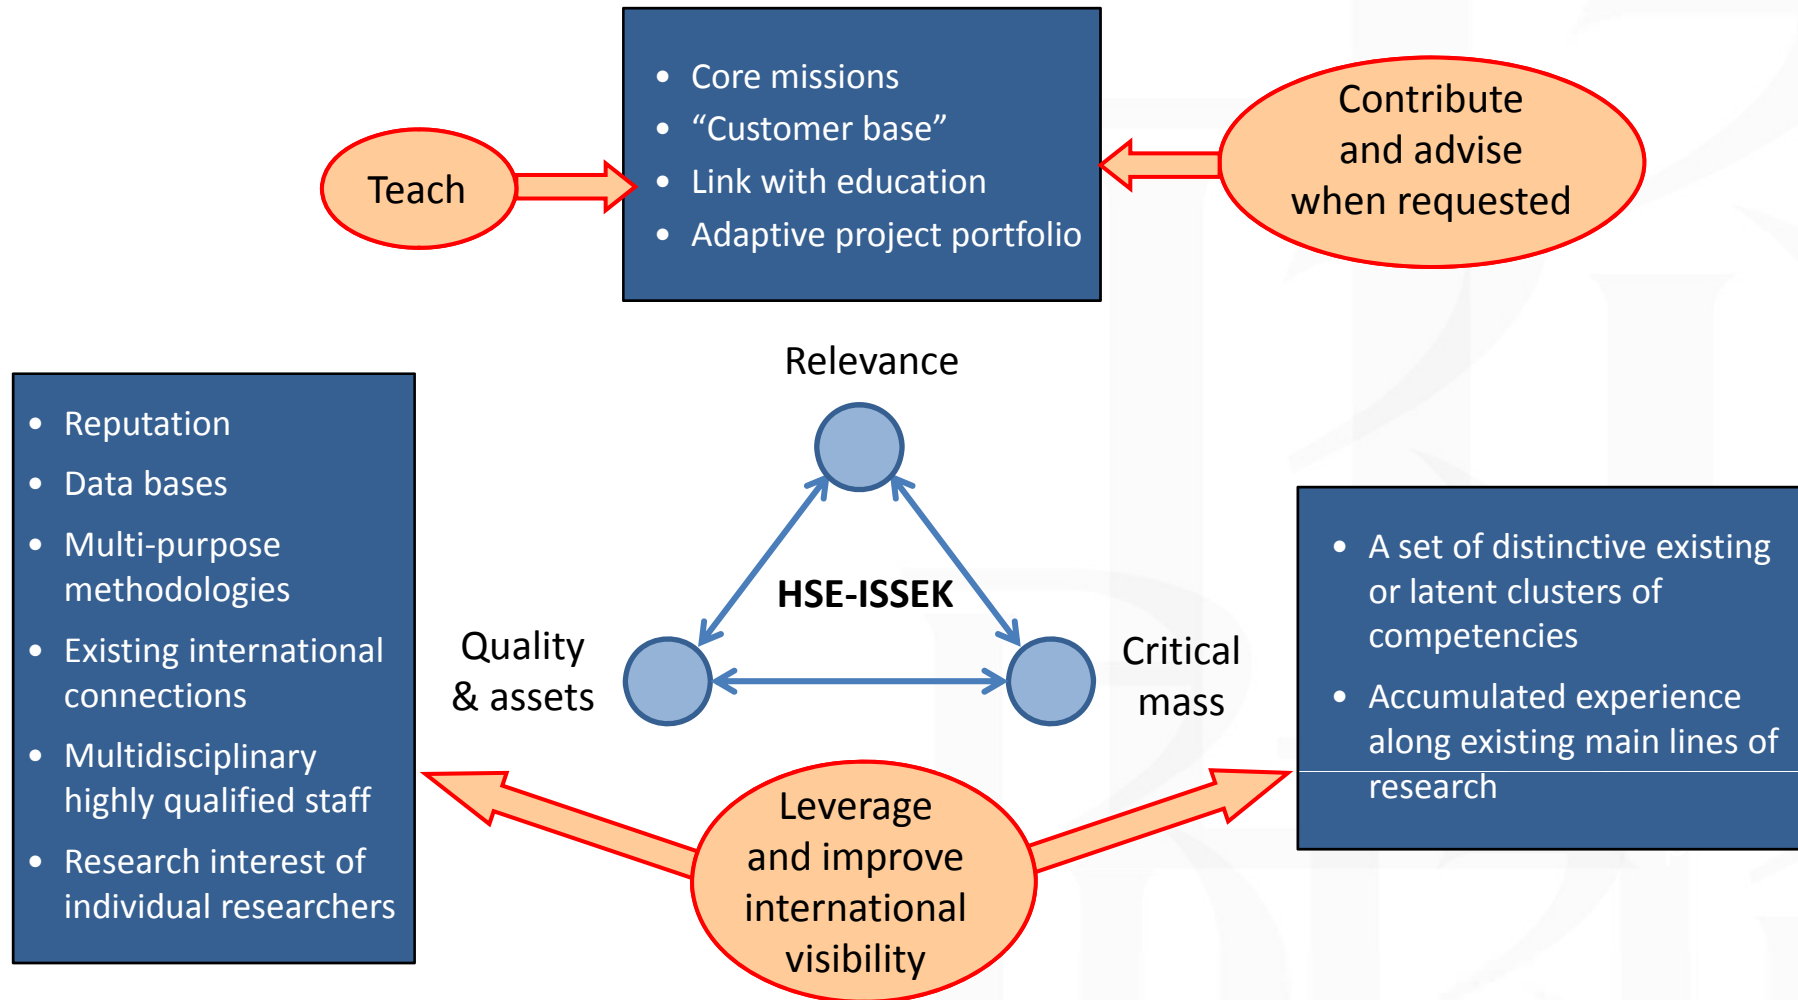 • Core missions
• “Customer base”
• Link with education
• Adaptive project portfolio
Teach
Contribute
and advise
when requested
Relevance
• Reputation
• Data bases
• Multi-purpose
methodologies
• Existing international
connections
• Multidisciplinary
highly qualified staff
• Research interest of
individual researchers
HSE-ISSEK
Quality
& assets
Critical
mass
• A set of distinctive existing
or latent clusters of
competencies
• Accumulated experience
along existing main lines of
research
Leverage
and improve
international
visibility